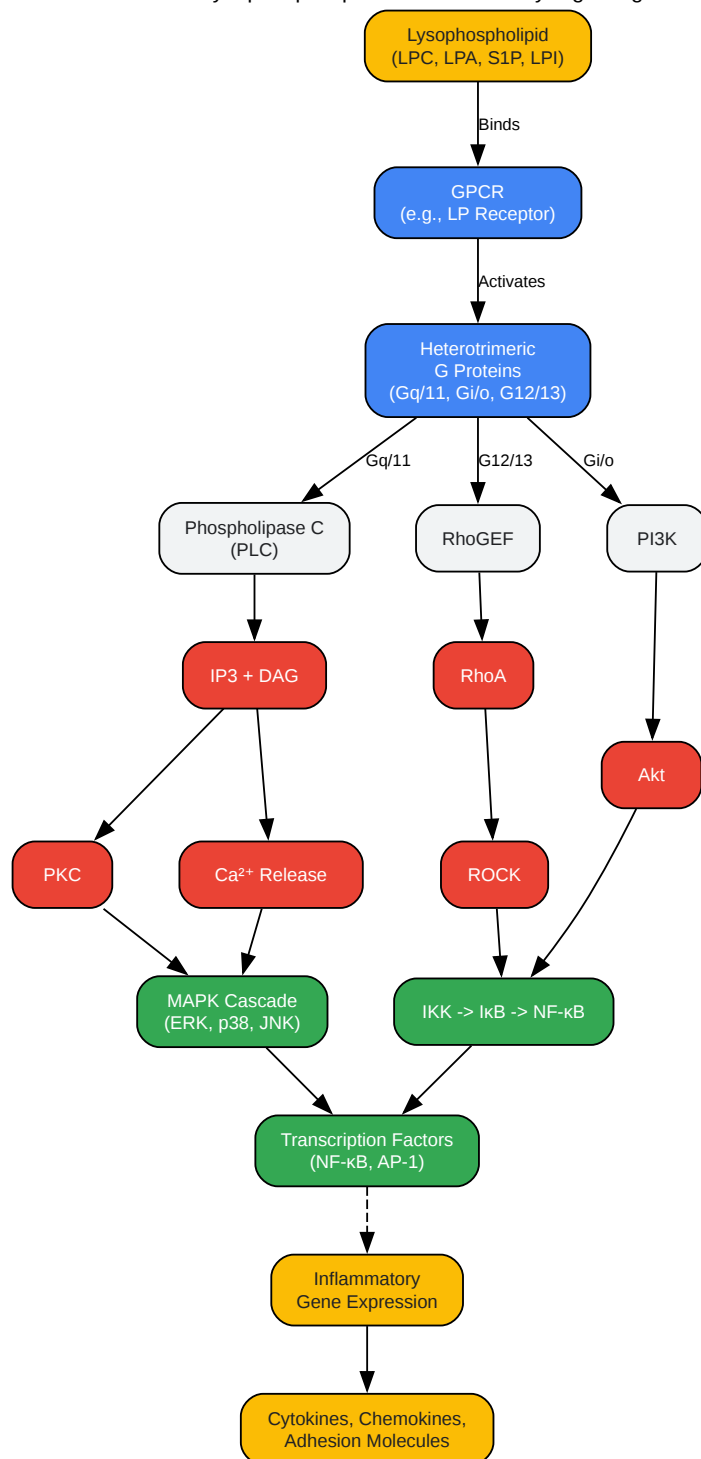 Lysophospholipid
(LPC, LPA, S1P, LPI)
Binds
GPCR
(e.g., LP Receptor)
Activates
Heterotrimeric
G Proteins
(Gq/11, Gi/o, G12/13)
Gq/11
G12/13
Gi/o
Phospholipase C
(PLC)
RhoGEF
PI3K
IP3 + DAG
RhoA
Akt
PKC
Ca²⁺ Release
ROCK
MAPK Cascade
(ERK, p38, JNK)
IKK -> IκB -> NF-κB
Transcription Factors
(NF-κB, AP-1)
Inflammatory
Gene Expression
Cytokines, Chemokines,
Adhesion Molecules